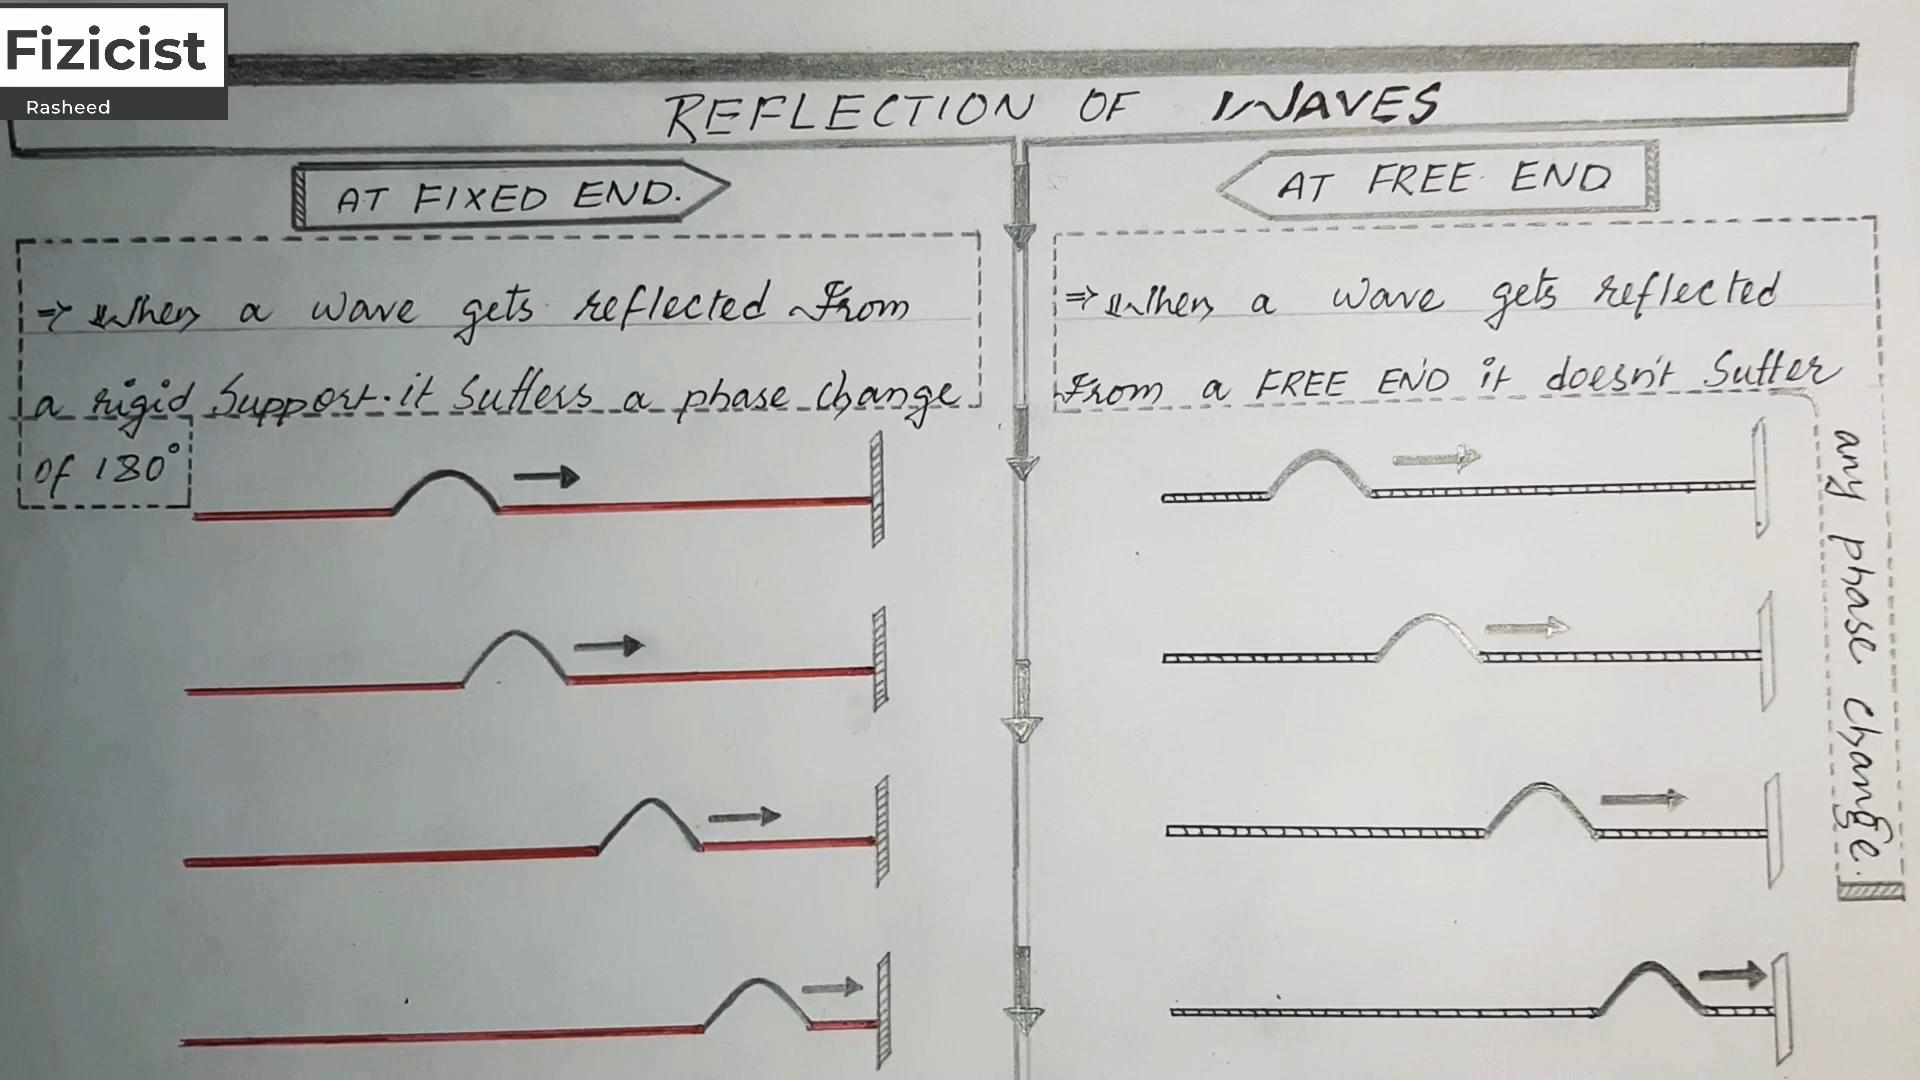 Fizicist
Rasheed
REFLECTION OF WAVES
AT FIXED END.
⇒ When a wave gets reflected from
a rigid support. it suffers a phase change
of 180°
AT FREE END
⇒ When a wave gets reflected
from a FREE END it doesn't suffer
any phase change.